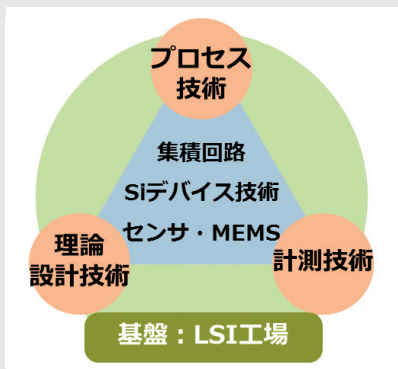 プロセス
技術
集積回路
Siデバイス技術
センサ・MEMS
理論
設計技術
計測技術
基盤：LSI工場